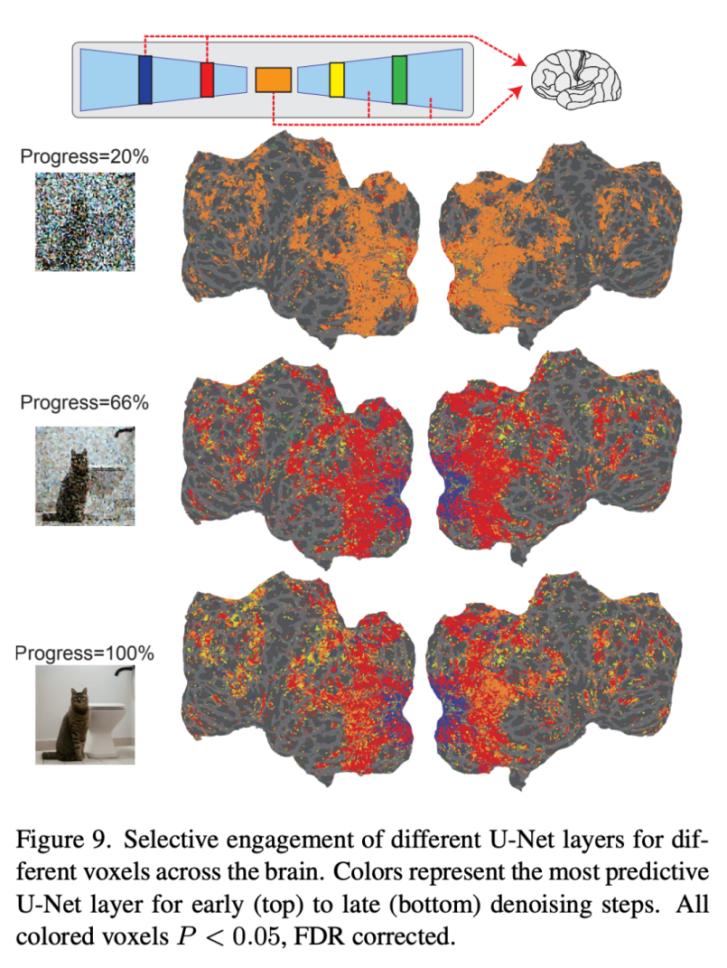 Progress=20%
Progress=66%
Progress=100%
Figure 9. Selective engagement of different U-Net layers for dif-
ferent voxels across the brain. Colors represent the most predictive
U-Net layer for early (top) to late (bottom) denoising steps. All
colored voxels P < 0.05, FDR corrected.